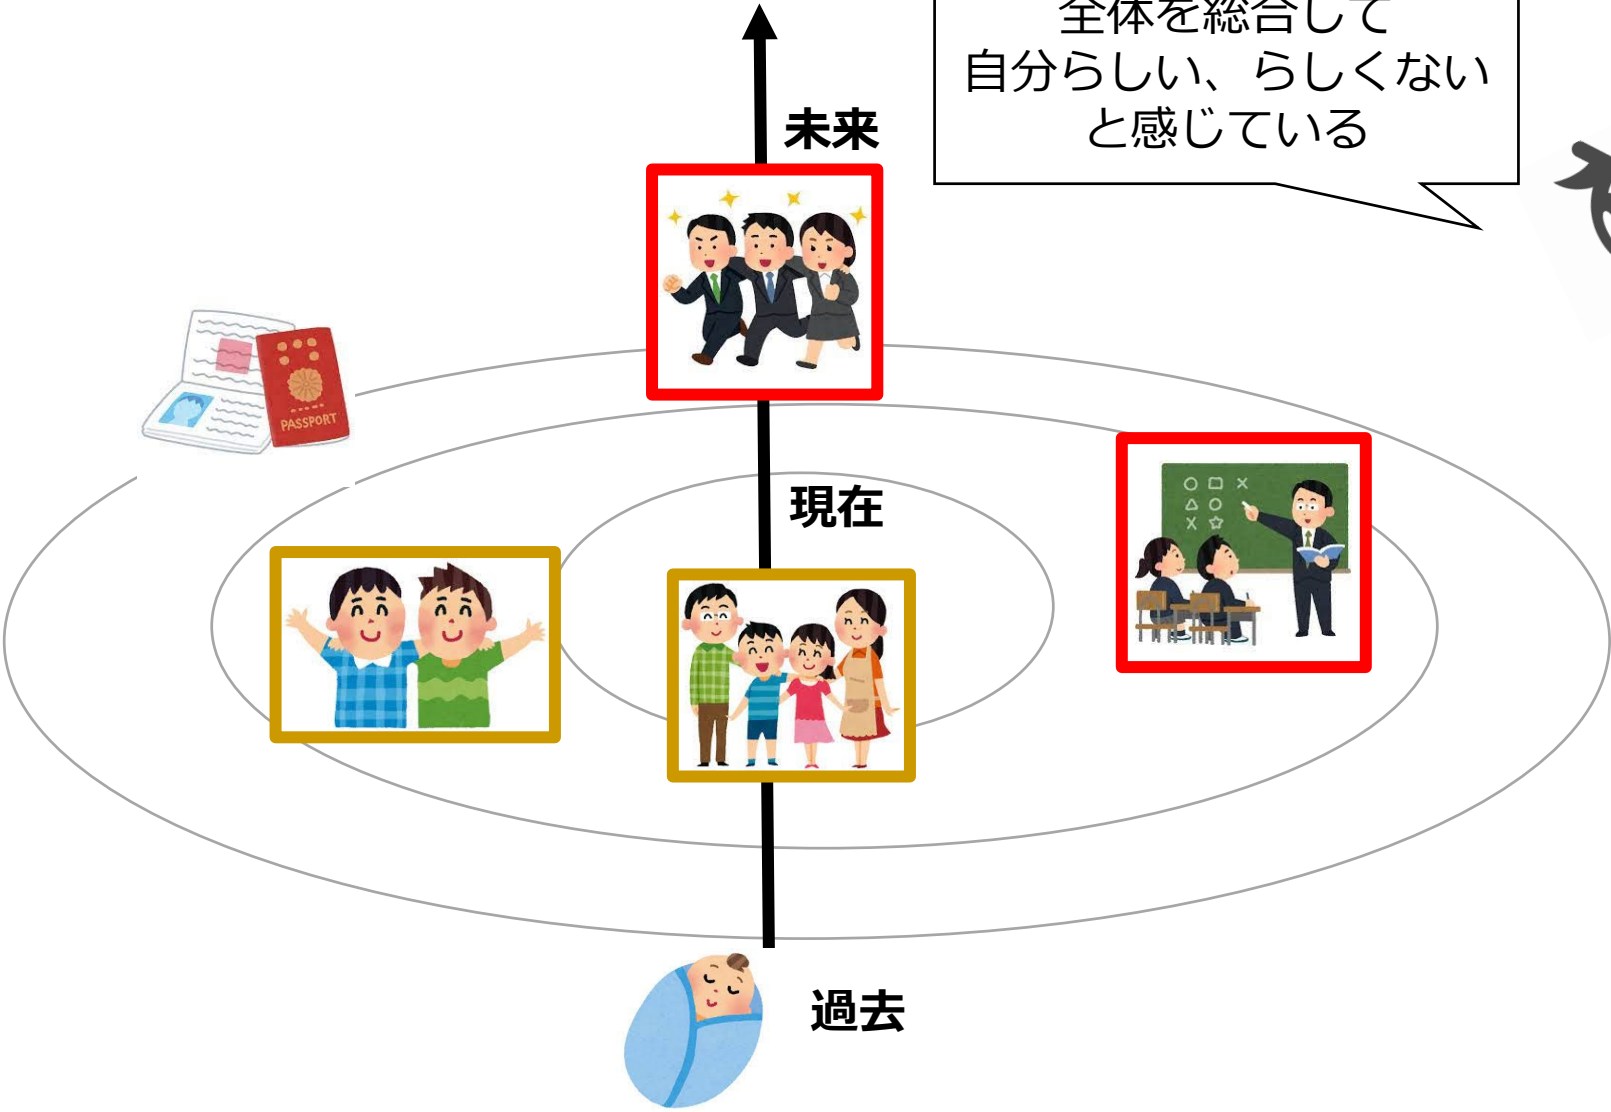 全体を総合して
自分らしい、らしくない
と感じている
未来
PASSPORT
現在
過去